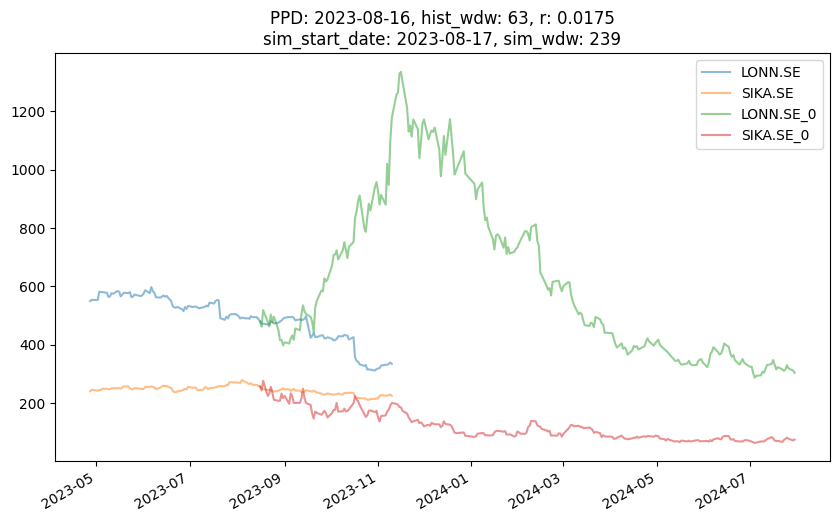 PPD: 2023-08-16, hist_wdw: 63, r: 0.0175
sim_start_date: 2023-08-17, sim_wdw: 239
LONN.SE
SIKA.SE
LONN.SE_0
SIKA.SE_0
1200
1000
800
600
400
200
2023-05
2023-07
2023-09
2023-11
2024-01
2024-03
2024-05
2024-07